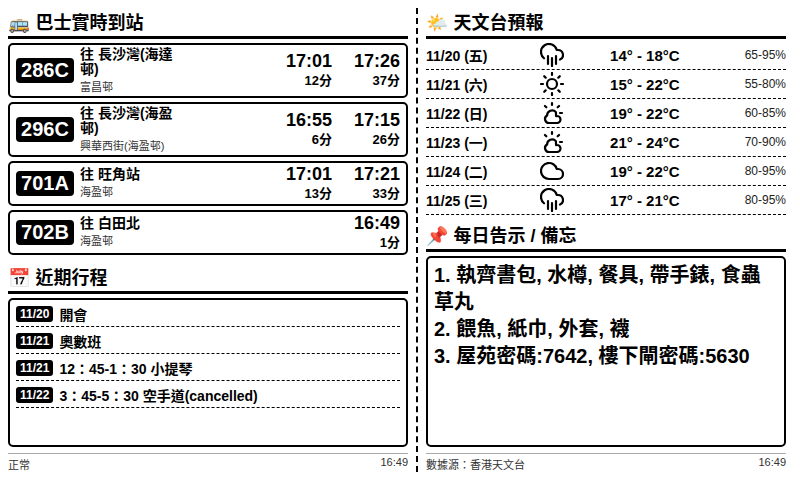 巴士實時到站
286C
往 長沙灣(海達
邨)
富昌邨
17:01
12分
17:26
37分
296C
往 長沙灣(海盈
邨)
興華西街(海盈邨)
16:55
6分
17:15
26分
701A
往 旺角站
海盈邨
17:01
13分
17:21
33分
702B
往 白田北
海盈邨
16:49
1分
近期行程
11/20 開會
11/21 奧數班
11/21 12：45-1：30 小提琴
11/22 3：45-5：30 空手道(cancelled)
正常
16:49
天文台預報
11/20 (五) 14° - 18°C 65-95%
11/21 (六) 15° - 22°C 55-80%
11/22 (日) 19° - 22°C 60-85%
11/23 (一) 21° - 24°C 70-90%
11/24 (二) 19° - 22°C 80-95%
11/25 (三) 17° - 21°C 80-95%
每日告示 / 備忘
1. 執齊書包, 水樽, 餐具, 帶手錶, 食蟲
草丸
2. 餵魚, 紙巾, 外套, 襪
3. 屋苑密碼:7642, 樓下閘密碼:5630
數據源：香港天文台
16:49